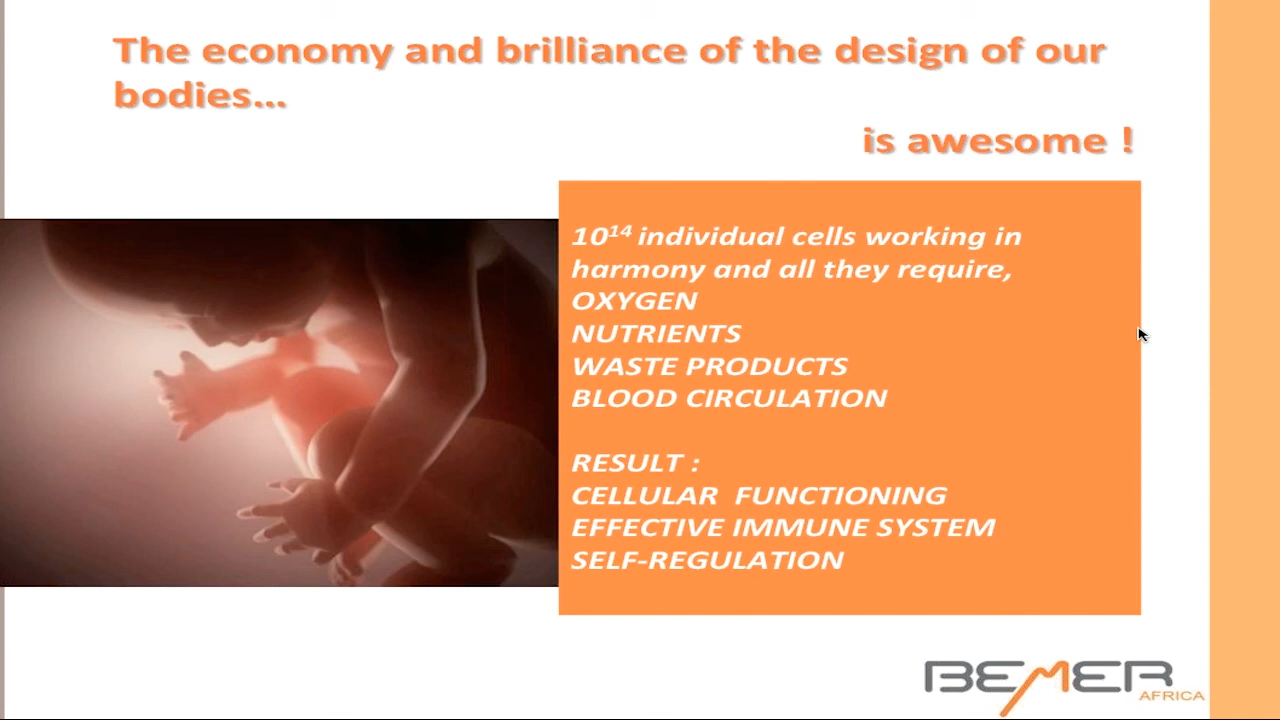 The economy and brilliance of the design of our
bodies...
is awesome !
10¹⁴ individual cells working in
harmony and all they require,
OXYGEN
NUTRIENTS
WASTE PRODUCTS
BLOOD CIRCULATION
RESULT :
CELLULAR  FUNCTIONING
EFFECTIVE IMMUNE SYSTEM
SELF-REGULATION
BEMER
AFRICA